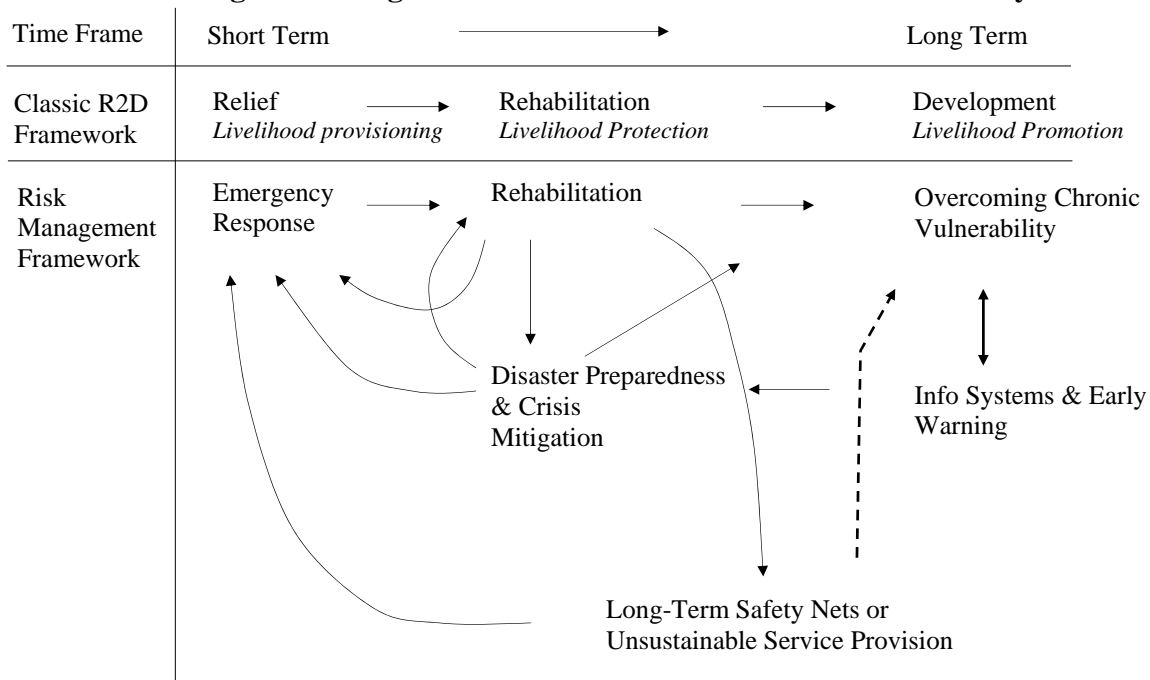 Time Frame
Short Term
Long Term
Classic R2D
Framework
Relief
Livelihood provisioning
Rehabilitation
Livelihood Protection
Development
Livelihood Promotion
Risk
Management
Framework
Emergency
Response
Rehabilitation
Overcoming Chronic
Vulnerability
Disaster Preparedness
& Crisis
Mitigation
Info Systems & Early
Warning
Long-Term Safety Nets or
Unsustainable Service Provision